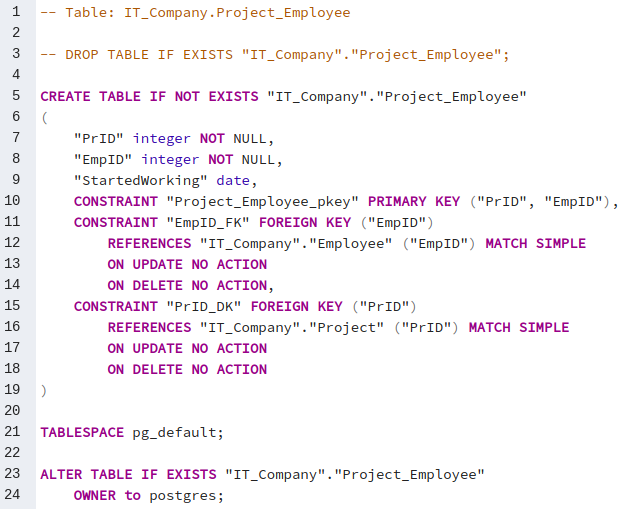 1 -- Table: IT_Company.Project_Employee
2
3 -- DROP TABLE IF EXISTS "IT_Company"."Project_Employee";
4
5 CREATE TABLE IF NOT EXISTS "IT_Company"."Project_Employee"
6 (
7     "PrID" integer NOT NULL,
8     "EmpID" integer NOT NULL,
9     "StartedWorking" date,
10     CONSTRAINT "Project_Employee_pkey" PRIMARY KEY ("PrID", "EmpID"),
11     CONSTRAINT "EmpID_FK" FOREIGN KEY ("EmpID")
12         REFERENCES "IT_Company"."Employee" ("EmpID") MATCH SIMPLE
13         ON UPDATE NO ACTION
14         ON DELETE NO ACTION,
15     CONSTRAINT "PrID_DK" FOREIGN KEY ("PrID")
16         REFERENCES "IT_Company"."Project" ("PrID") MATCH SIMPLE
17         ON UPDATE NO ACTION
18         ON DELETE NO ACTION
19 )
20
21 TABLESPACE pg_default;
22
23 ALTER TABLE IF EXISTS "IT_Company"."Project_Employee"
24     OWNER to postgres;